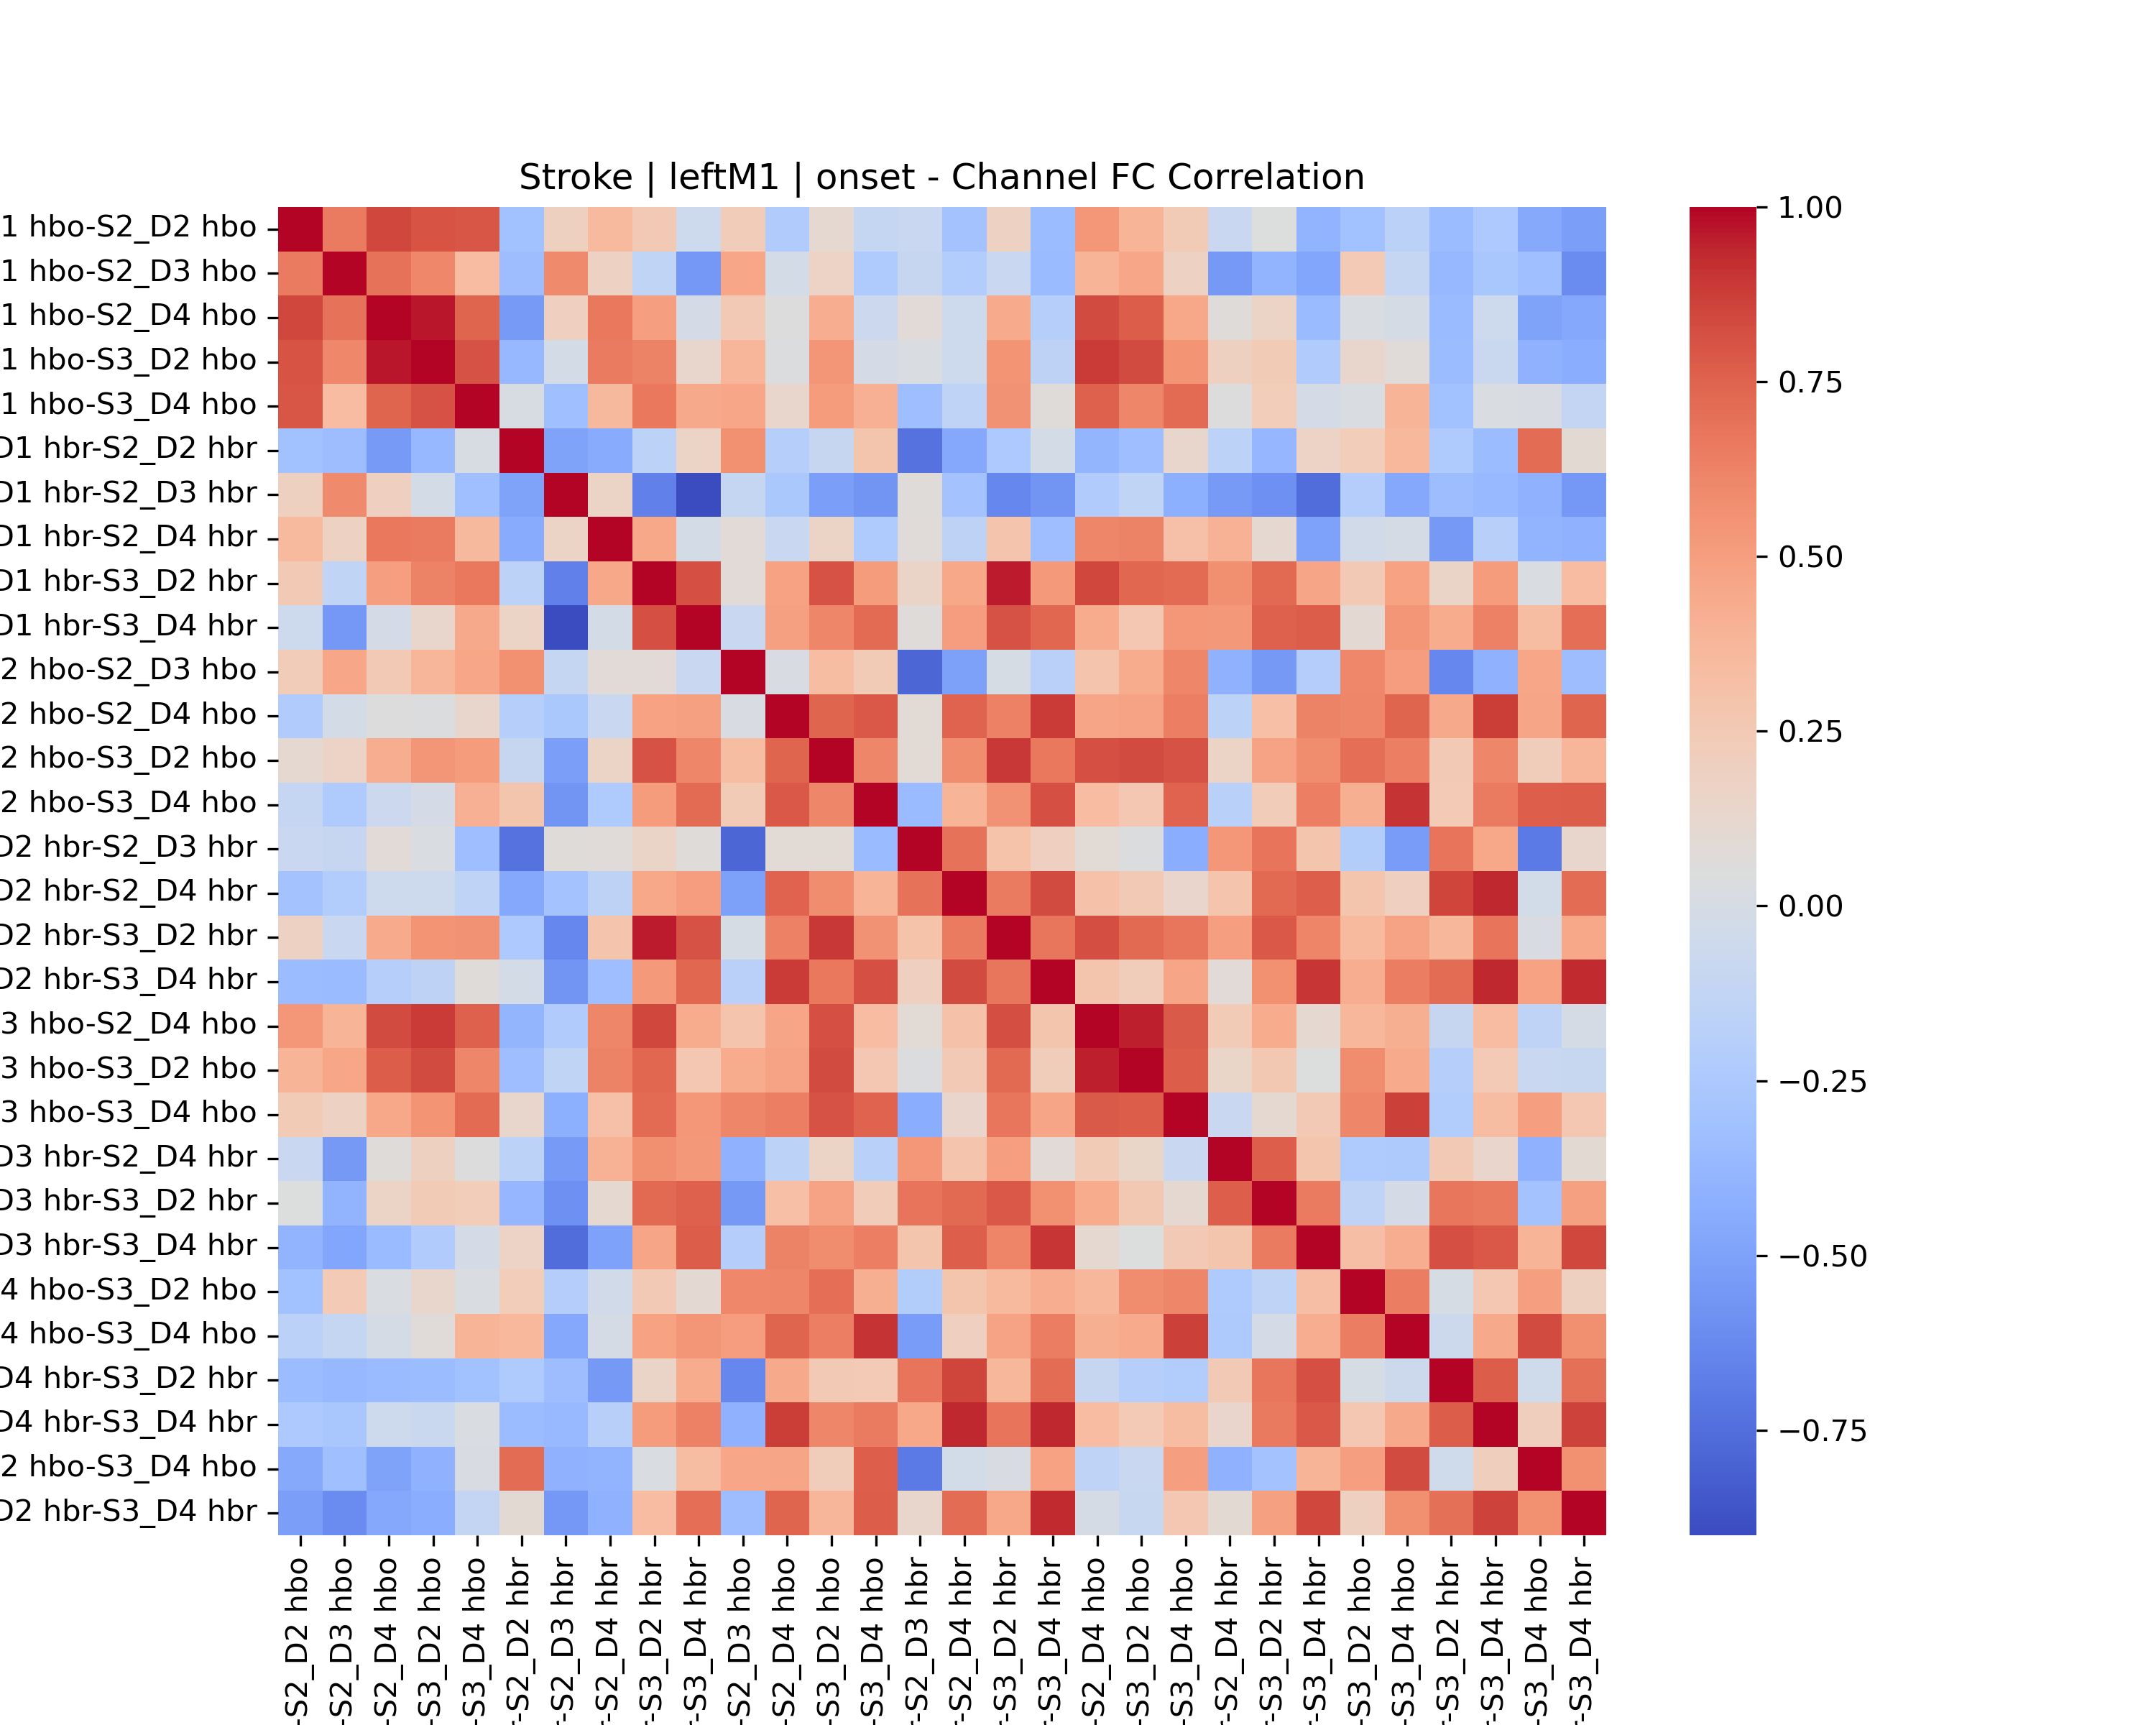 Stroke | leftM1 | onset - Channel FC Correlation
1 hbo-S2_D2 hbo
1 hbo-S2_D3 hbo
1 hbo-S2_D4 hbo
1 hbo-S3_D2 hbo
1 hbo-S3_D4 hbo
D1 hbr-S2_D2 hbr
D1 hbr-S2_D3 hbr
D1 hbr-S2_D4 hbr
D1 hbr-S3_D2 hbr
D1 hbr-S3_D4 hbr
2 hbo-S2_D3 hbo
2 hbo-S2_D4 hbo
2 hbo-S3_D2 hbo
2 hbo-S3_D4 hbo
D2 hbr-S2_D3 hbr
D2 hbr-S2_D4 hbr
D2 hbr-S3_D2 hbr
D2 hbr-S3_D4 hbr
3 hbo-S2_D4 hbo
3 hbo-S3_D2 hbo
3 hbo-S3_D4 hbo
D3 hbr-S2_D4 hbr
D3 hbr-S3_D2 hbr
D3 hbr-S3_D4 hbr
4 hbo-S3_D2 hbo
4 hbo-S3_D4 hbo
D4 hbr-S3_D2 hbr
D4 hbr-S3_D4 hbr
2 hbo-S3_D4 hbo
D2 hbr-S3_D4 hbr
-S2_D2 hbo
-S2_D3 hbo
-S2_D4 hbo
-S3_D2 hbo
-S3_D4 hbo
r-S2_D2 hbr
r-S2_D3 hbr
r-S2_D4 hbr
r-S3_D2 hbr
r-S3_D4 hbr
-S2_D3 hbo
-S2_D4 hbo
-S3_D2 hbo
-S3_D4 hbo
r-S2_D3 hbr
r-S2_D4 hbr
r-S3_D2 hbr
r-S3_D4 hbr
-S2_D4 hbo
-S3_D2 hbo
-S3_D4 hbo
r-S2_D4 hbr
r-S3_D2 hbr
r-S3_D4 hbr
-S3_D2 hbo
-S3_D4 hbo
r-S3_D2 hbr
r-S3_D4 hbr
-S3_D4 hbo
r-S3_D4 hbr
1.00
0.75
0.50
0.25
0.00
−0.25
−0.50
−0.75